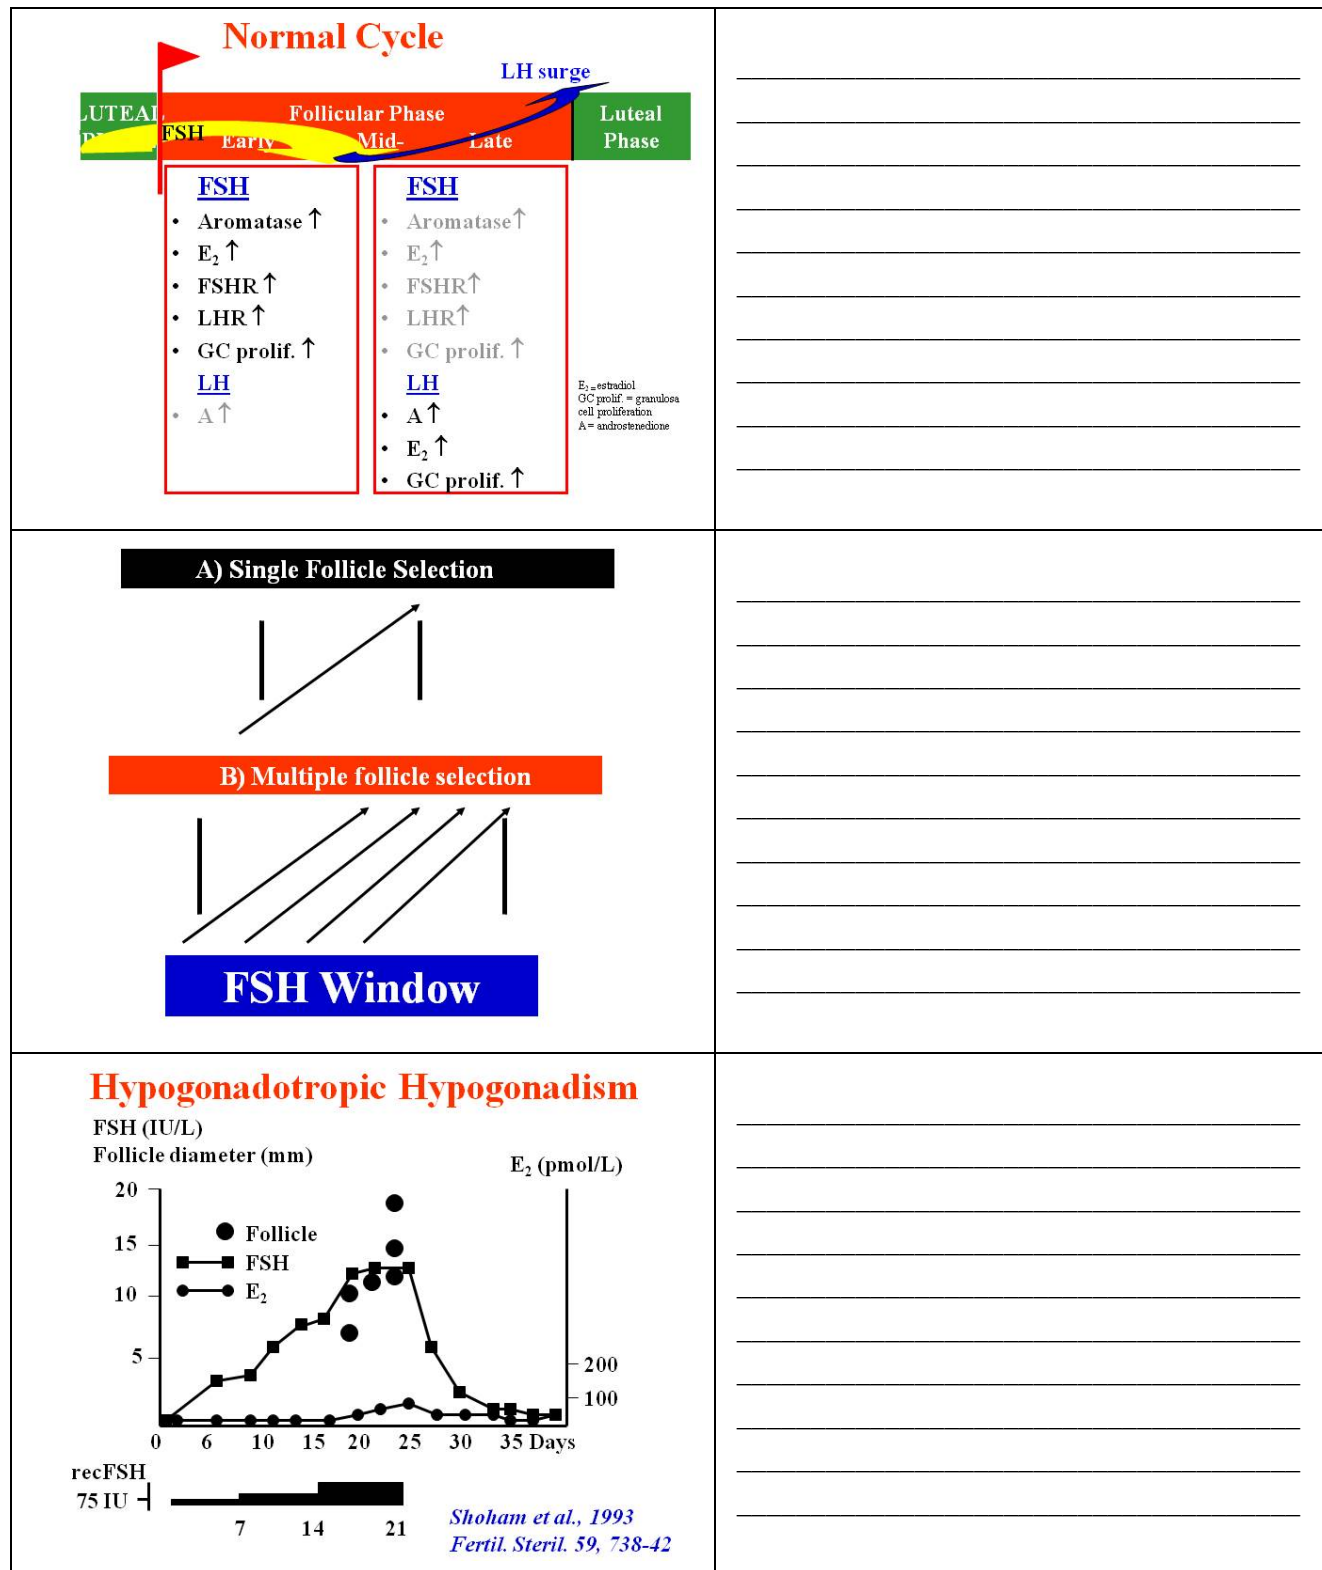 Normal Cycle
LH surge
LUTEAL
Follicular Phase
Luteal
FSH
Early
Mid-
Late
Phase
FSH
• Aromatase ↑
• E₂ ↑
• FSHR ↑
• LHR ↑
• GC prolif. ↑
LH
• A ↑
FSH
• Aromatase ↑
• E₂ ↑
• FSHR ↑
• LHR ↑
• GC prolif. ↑
LH
• A ↑
• E₂ ↑
• GC prolif. ↑
E₂ = estradiol
GC prolif. = granulosa
cell proliferation
A = androstenedione
A) Single Follicle Selection
B) Multiple follicle selection
FSH Window
Hypogonadotropic Hypogonadism
FSH (IU/L)
Follicle diameter (mm)
E₂ (pmol/L)
20
15
10
5
Follicle
FSH
E₂
200
100
0 6 10 15 20 25 30 35 Days
recFSH
75 IU
7 14 21
Shoham et al., 1993
Fertil. Steril. 59, 738-42